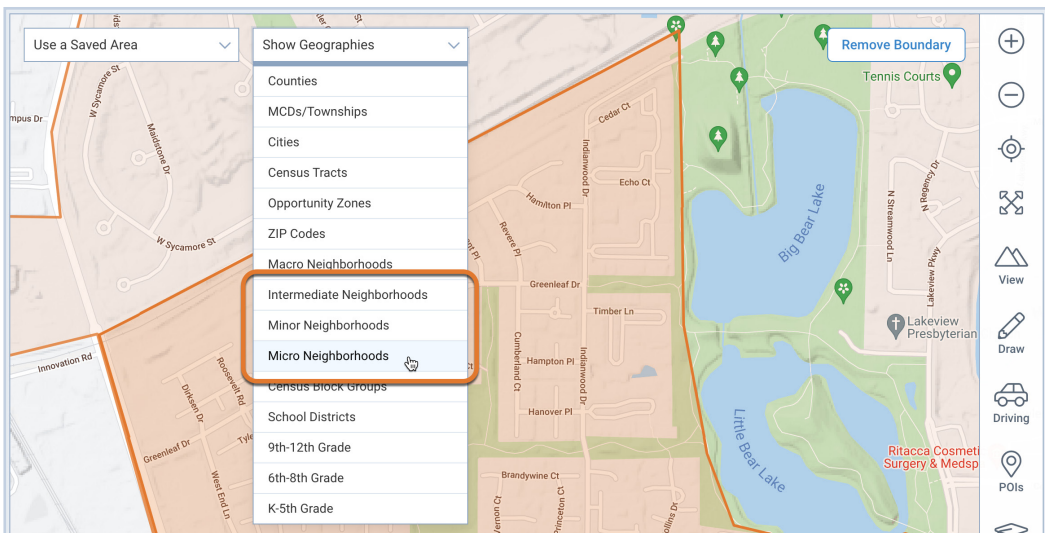 Use a Saved Area
Show Geographies
Remove Boundary
Counties
MCDs/Townships
Cities
Census Tracts
Opportunity Zones
ZIP Codes
Macro Neighborhoods
Intermediate Neighborhoods
Minor Neighborhoods
Micro Neighborhoods
Census Block Groups
School Districts
9th-12th Grade
6th-8th Grade
K-5th Grade
View
Draw
Driving
POIs
W Sycamore St
Maidstone Dr
W Sycamore St
Innovation Rd
Roosevelt Rd
Dirksen Dr
Greenleaf Dr
West End Ln
Cedar Ct
Indianwood Dr
Echo Ct
Hamilton Pl
Revere Pl
Greenleaf Dr
Timber Ln
Cumberland Ct
Hampton Pl
Indianwood Dr
Hanover Pl
Brandywine Ct
Tennis Courts
Big Bear Lake
Little Bear Lake
N Streamwood Ln
N Regency Dr
Lakeview Pkwy
Lakeview
Presbyterian
Ritacca Cosmeti
Surgery & Medsp